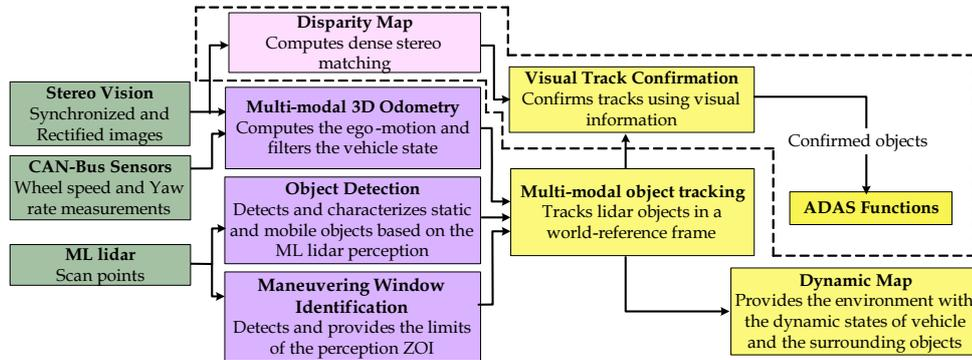 Disparity Map
Computes dense stereo
matching
Stereo Vision
Synchronized and
Rectified images
Visual Track Confirmation
Confirms tracks using visual
information
Multi-modal 3D Odometry
Computes the ego-motion and
filters the vehicle state
Confirmed objects
CAN-Bus Sensors
Wheel speed and Yaw
rate measurements
Object Detection
Detects and characterizes static
and mobile objects based on the
ML lidar perception
Multi-modal object tracking
Tracks lidar objects in a
world-reference frame
ADAS Functions
ML lidar
Scan points
Maneuvering Window
Identification
Detects and provides the limits
of the perception ZOI
Dynamic Map
Provides the environment with
the dynamic states of vehicle
and the surrounding objects